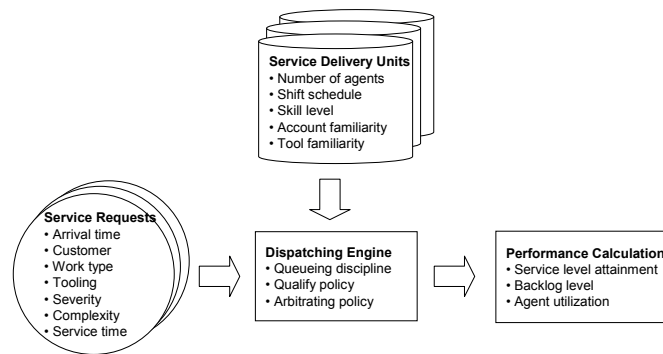 Service Delivery Units
• Number of agents
• Shift schedule
• Skill level
• Account familiarity
• Tool familiarity
Service Requests
• Arrival time
• Customer
• Work type
• Tooling
• Severity
• Complexity
• Service time
Dispatching Engine
• Queueing discipline
• Qualify policy
• Arbitrating policy
Performance Calculation
• Service level attainment
• Backlog level
• Agent utilization